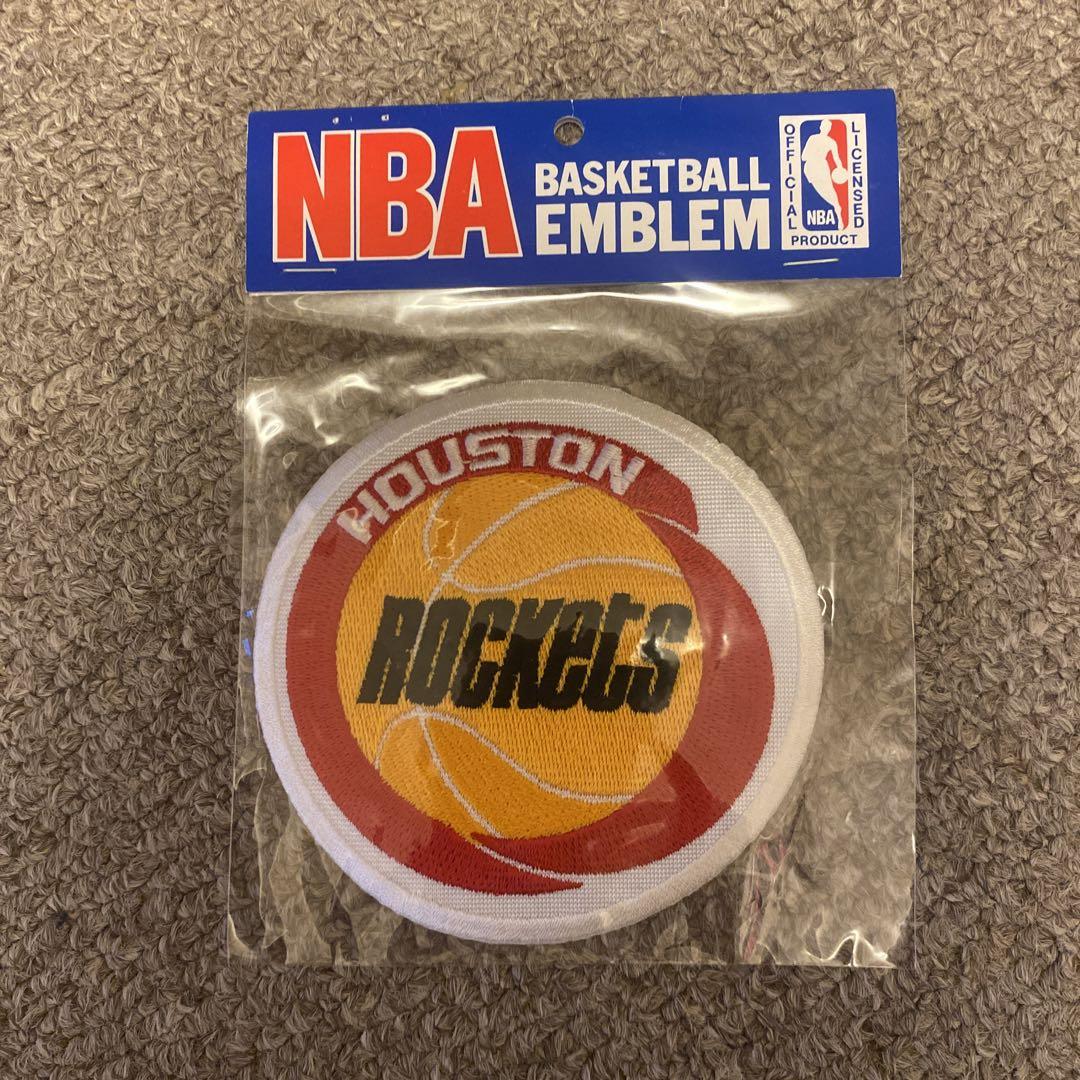 NBA
BASKETBALL
EMBLEM
OFFICIAL
LICENSED
NBA
PRODUCT
HOUSTON
ROCKETS